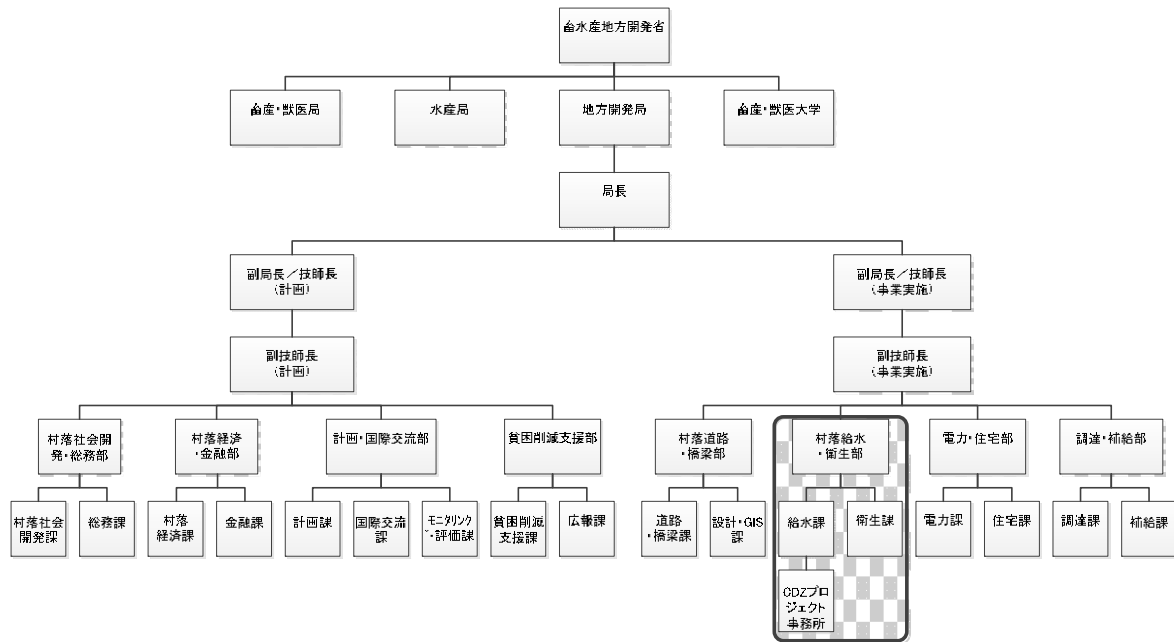 畜水産地方開発省
畜産・獣医局
水産局
地方開発局
畜産・獣医大学
局長
副局長／技師長
(計画)
副局長／技師長
(事業実施)
副技師長
(計画)
副技師長
(事業実施)
村落社会開
発・総務部
村落経済
・金融部
計画・国際交流部
貧困削減支援部
村落道路
・橋梁部
村落給水
・衛生部
電力・住宅部
調達・補給部
村落社会
開発課
総務課
村落
経済課
金融課
計画課
国際交流
課
モニタリング
・評価課
貧困削減
支援課
広報課
道路
・橋梁課
設計・GIS
課
給水課
衛生課
電力課
住宅課
調達課
補給課
CDZプロ
ジェクト
事務所